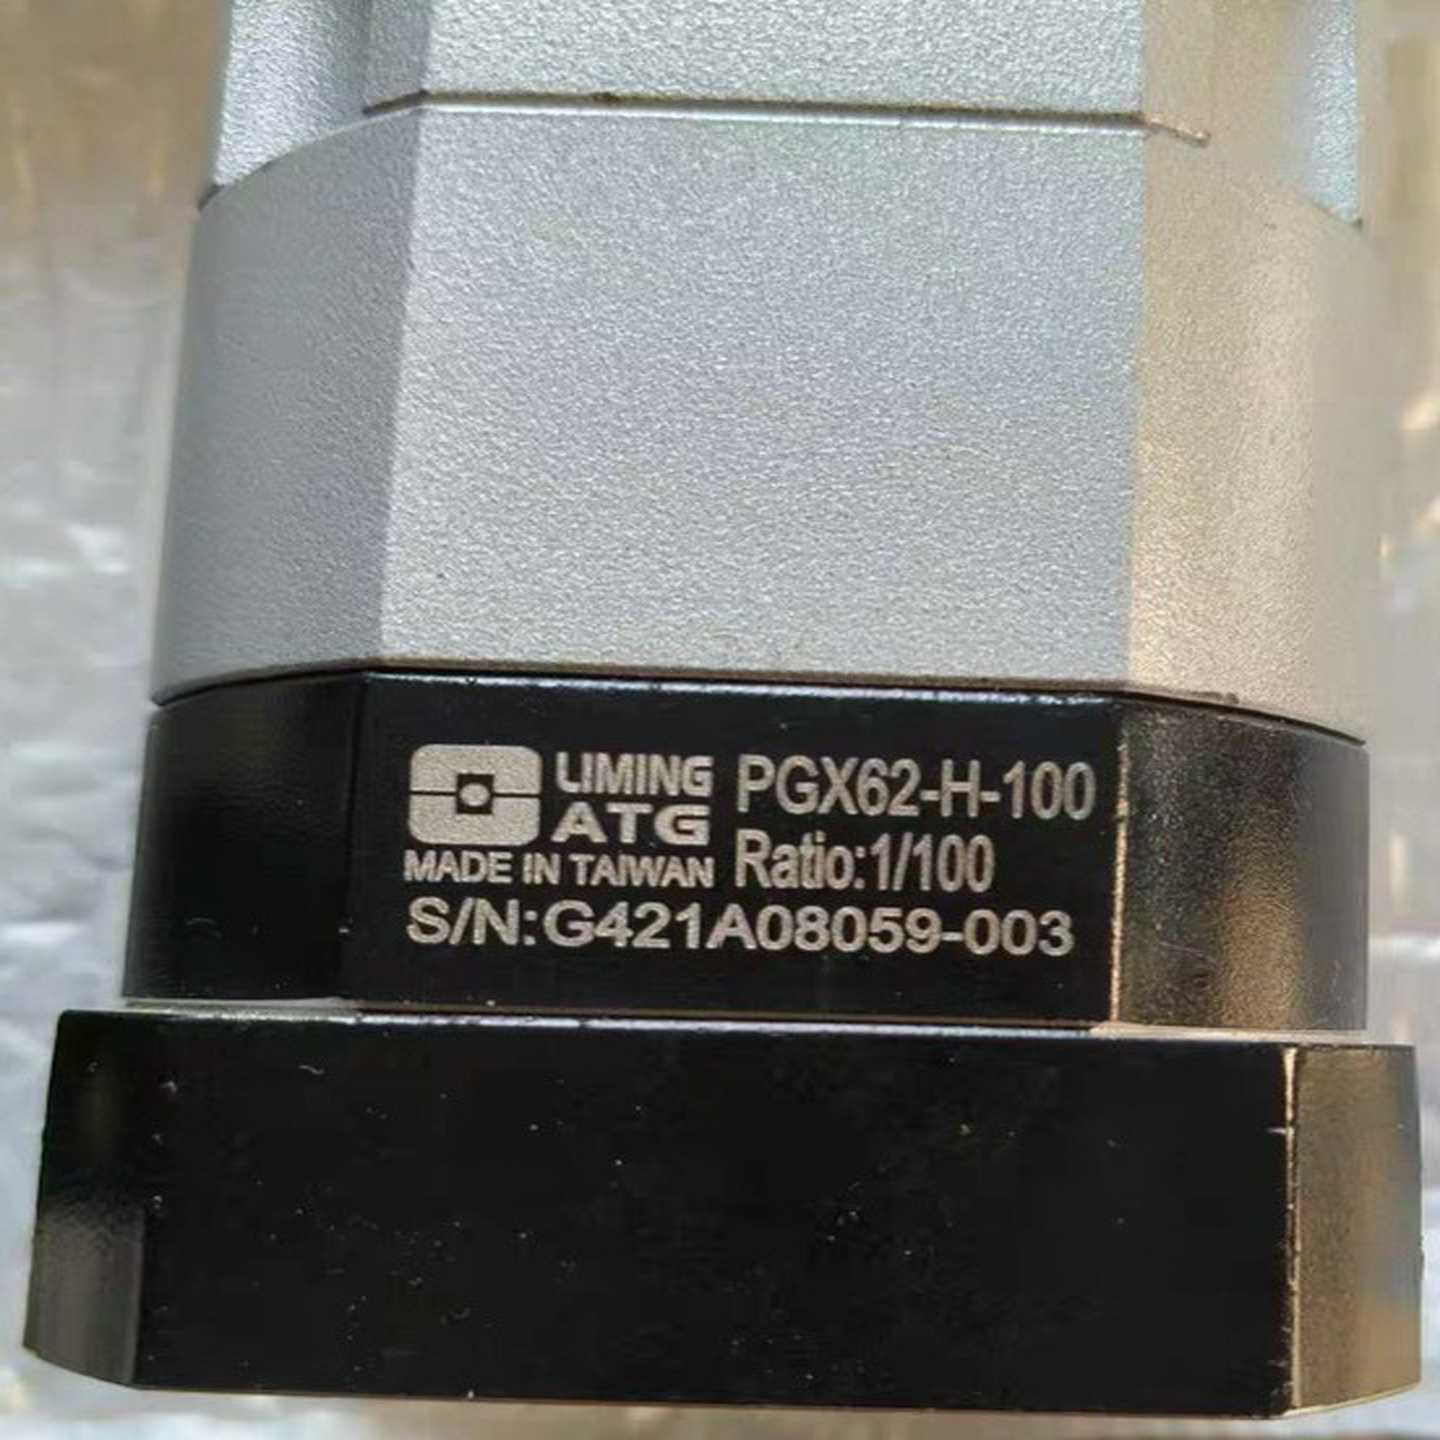 LIMING
ATG
MADE IN TAIWAN
PGX62-H-100
Ratio:1/100
S/N:G421A08059-003